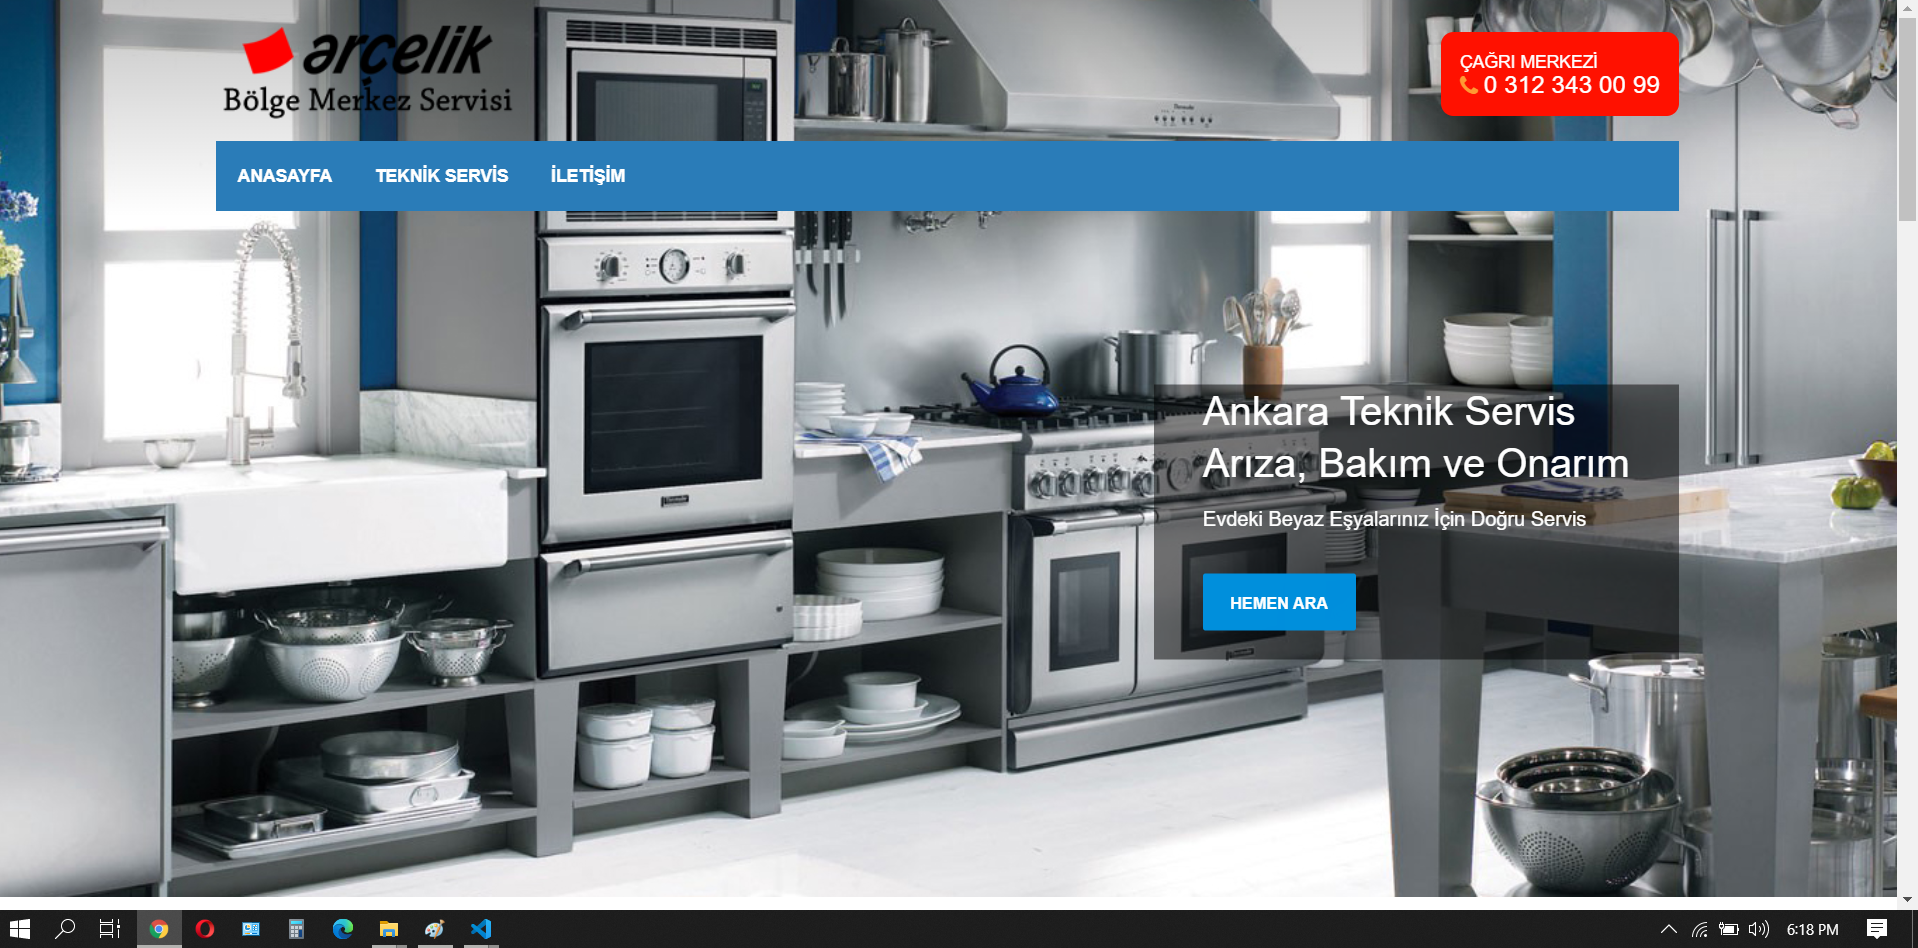 arçelik
Bölge Merkez Servisi
ÇAĞRI MERKEZİ
0 312 343 00 99
ANASAYFA TEKNİK SERVİS İLETİŞİM
Ankara Teknik Servis
Arıza, Bakım ve Onarım
Evdeki Beyaz Eşyalarınız İçin Doğru Servis
HEMEN ARA
6:18 PM